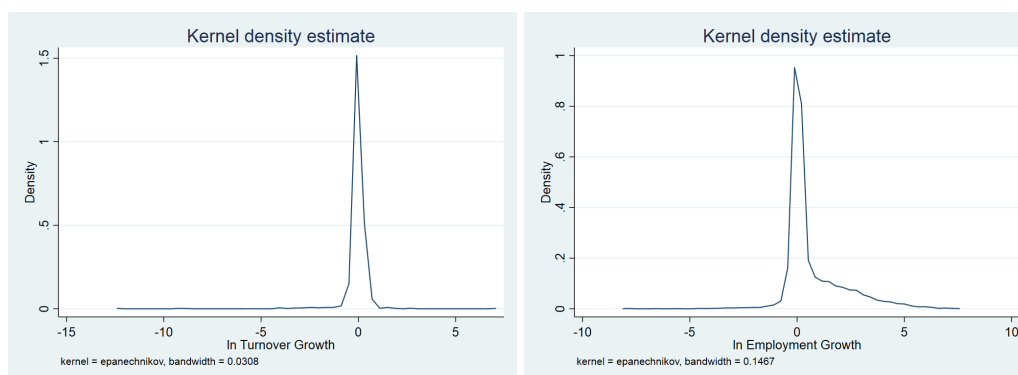 Kernel density estimate
1.5
1
.5
0
Density
-15
-10
-5
0
5
ln Turnover Growth
kernel = epanechnikov, bandwidth = 0.0308
Kernel density estimate
1
.8
.6
.4
.2
0
Density
-10
-5
0
5
10
ln Employment Growth
kernel = epanechnikov, bandwidth = 0.1467